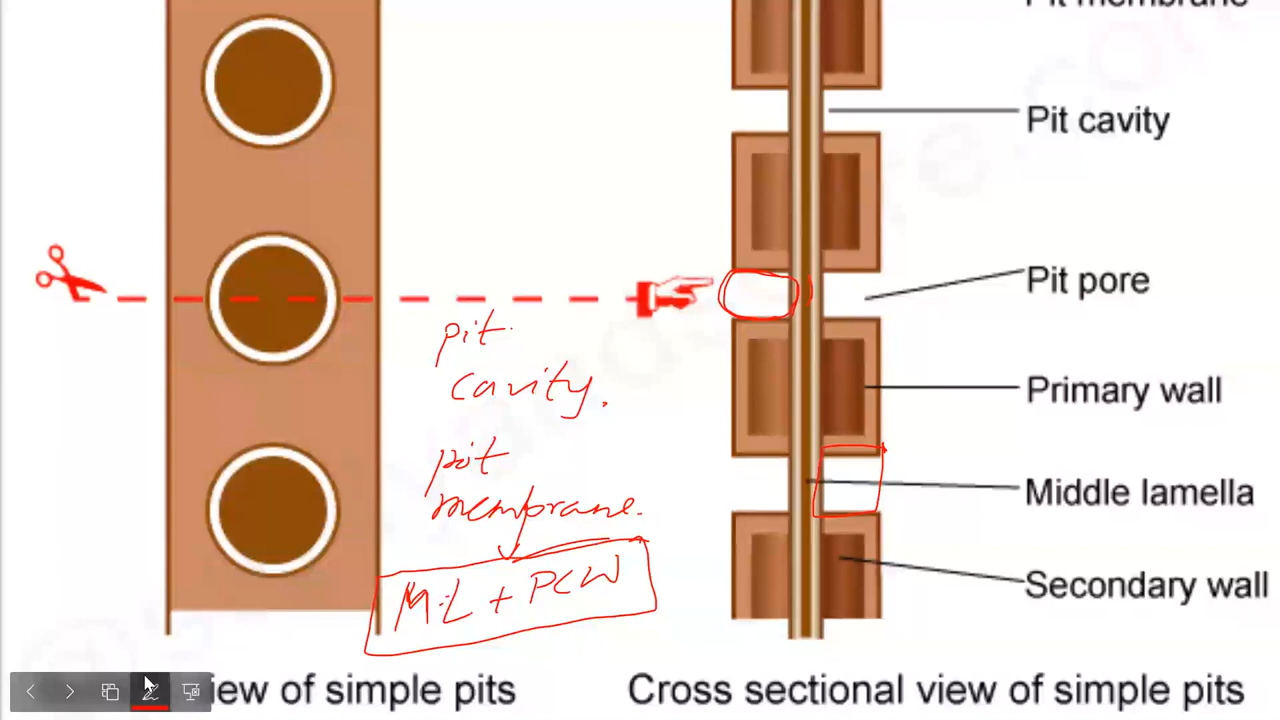 Pit membrane
Pit cavity
Pit pore
Primary wall
Middle lamella
Secondary wall
pit
cavity.
pit
membrane.
M.L + PCW
iew of simple pits
Cross sectional view of simple pits